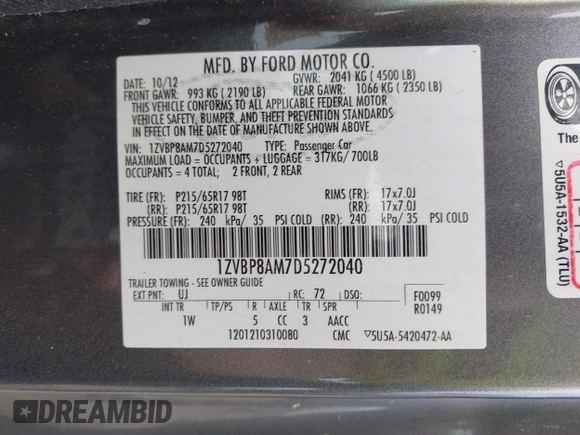 MFD. BY FORD MOTOR CO.
DATE: 10/12 GVWR: 2041 KG ( 4500 LB)
FRONT GAWR: 993 KG ( 2190 LB) REAR GAWR: 1066 KG ( 2350 LB)
THIS VEHICLE CONFORMS TO ALL APPLICABLE FEDERAL MOTOR
VEHICLE SAFETY, BUMPER, AND THEFT PREVENTION STANDARDS
IN EFFECT ON THE DATE OF MANUFACTURE SHOWN ABOVE.
VIN: 1ZVBP8AM7D5272040 TYPE: Passenger Car
MAXIMUM LOAD = OCCUPANTS + LUGGAGE = 317KG/ 700LB
OCCUPANTS = 4 TOTAL; 2 FRONT, 2 REAR
TIRE (FR): P215/65R17 98T RIMS (FR): 17x7.0J
(RR): P215/65R17 98T (RR): 17x7.0J
PRESSURE (FR): 240 kPa/ 35 PSI COLD (RR): 240 kPa/ 35 PSI COLD
1ZVBP8AM7D5272040
TRAILER TOWING - SEE OWNER GUIDE
EXT PNT: UJ RC: 72 DSO: F0099
INT TR TP/PS R AXLE TR SPR R0149
1W 5 CC 3 AACC
1201210310080 CMC ▽5U5A-5420472-AA
The
▽5U5A-1532-AA (TLU)
DREAMBID